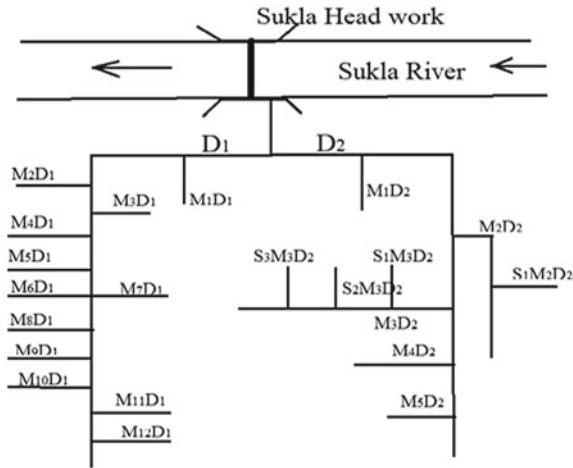 Sukla Head work
Sukla River
D1 D2
M2D1
M3D1
M1D1
M1D2
M4D1
M2D2
M5D1
S3M3D2 S1M3D2
M6D1
M7D1
S2M3D2
S1M2D2
M8D1
M3D2
M9D1
M4D2
M10D1
M11D1
M5D2
M12D1